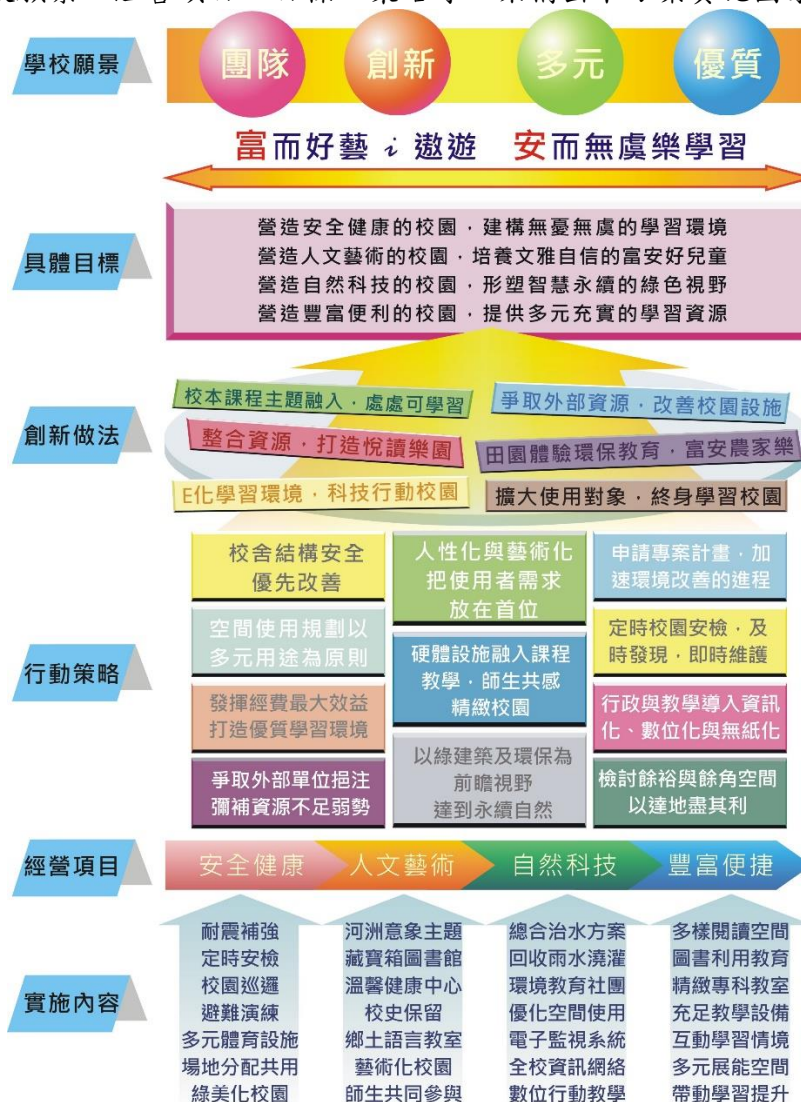 學校願景
團隊 創新 多元 優質
富而好藝 i 遨遊 安而無虞樂學習
具體目標
營造安全健康的校園，建構無憂無虞的學習環境
營造人文藝術的校園，培養文雅自信的富安好兒童
營造自然科技的校園，形塑智慧永續的綠色視野
營造豐富便利的校園，提供多元充實的學習資源
創新做法
校本課程主題融入，處處可學習
爭取外部資源，改善校園設施
整合資源，打造悅讀樂園
田園體驗環保教育，富安農家樂
E化學習環境，科技行動校園
擴大使用對象，終身學習校園
行動策略
校舍結構安全
優先改善
空間使用規劃以
多元用途為原則
發揮經費最大效益
打造優質學習環境
爭取外部單位挹注
彌補資源不足弱勢
人性化與藝術化
把使用者需求
放在首位
硬體設施融入課程
教學，師生共感
精緻校園
以綠建築及環保為
前瞻視野
達到永續自然
申請專案計畫，加
速環境改善的進程
定時校園安檢，及
時發現，即時維護
行政與教學導入資訊
化、數位化與無紙化
檢討餘裕與餘角空間
以達地盡其利
經營項目
安全健康 人文藝術 自然科技 豐富便捷
實施內容
耐震補強
定時安檢
校園巡邏
避難演練
多元體育設施
場地分配共用
綠美化校園
河洲意象主題
藏寶箱圖書館
溫馨健康中心
校史保留
鄉土語言教室
藝術化校園
師生共同參與
總合治水方案
回收雨水澆灌
環境教育社團
優化空間使用
電子監視系統
全校資訊網絡
數位行動教學
多樣閱讀空間
圖書利用教育
精緻專科教室
充足教學設備
互動學習情境
多元展能空間
帶動學習提升